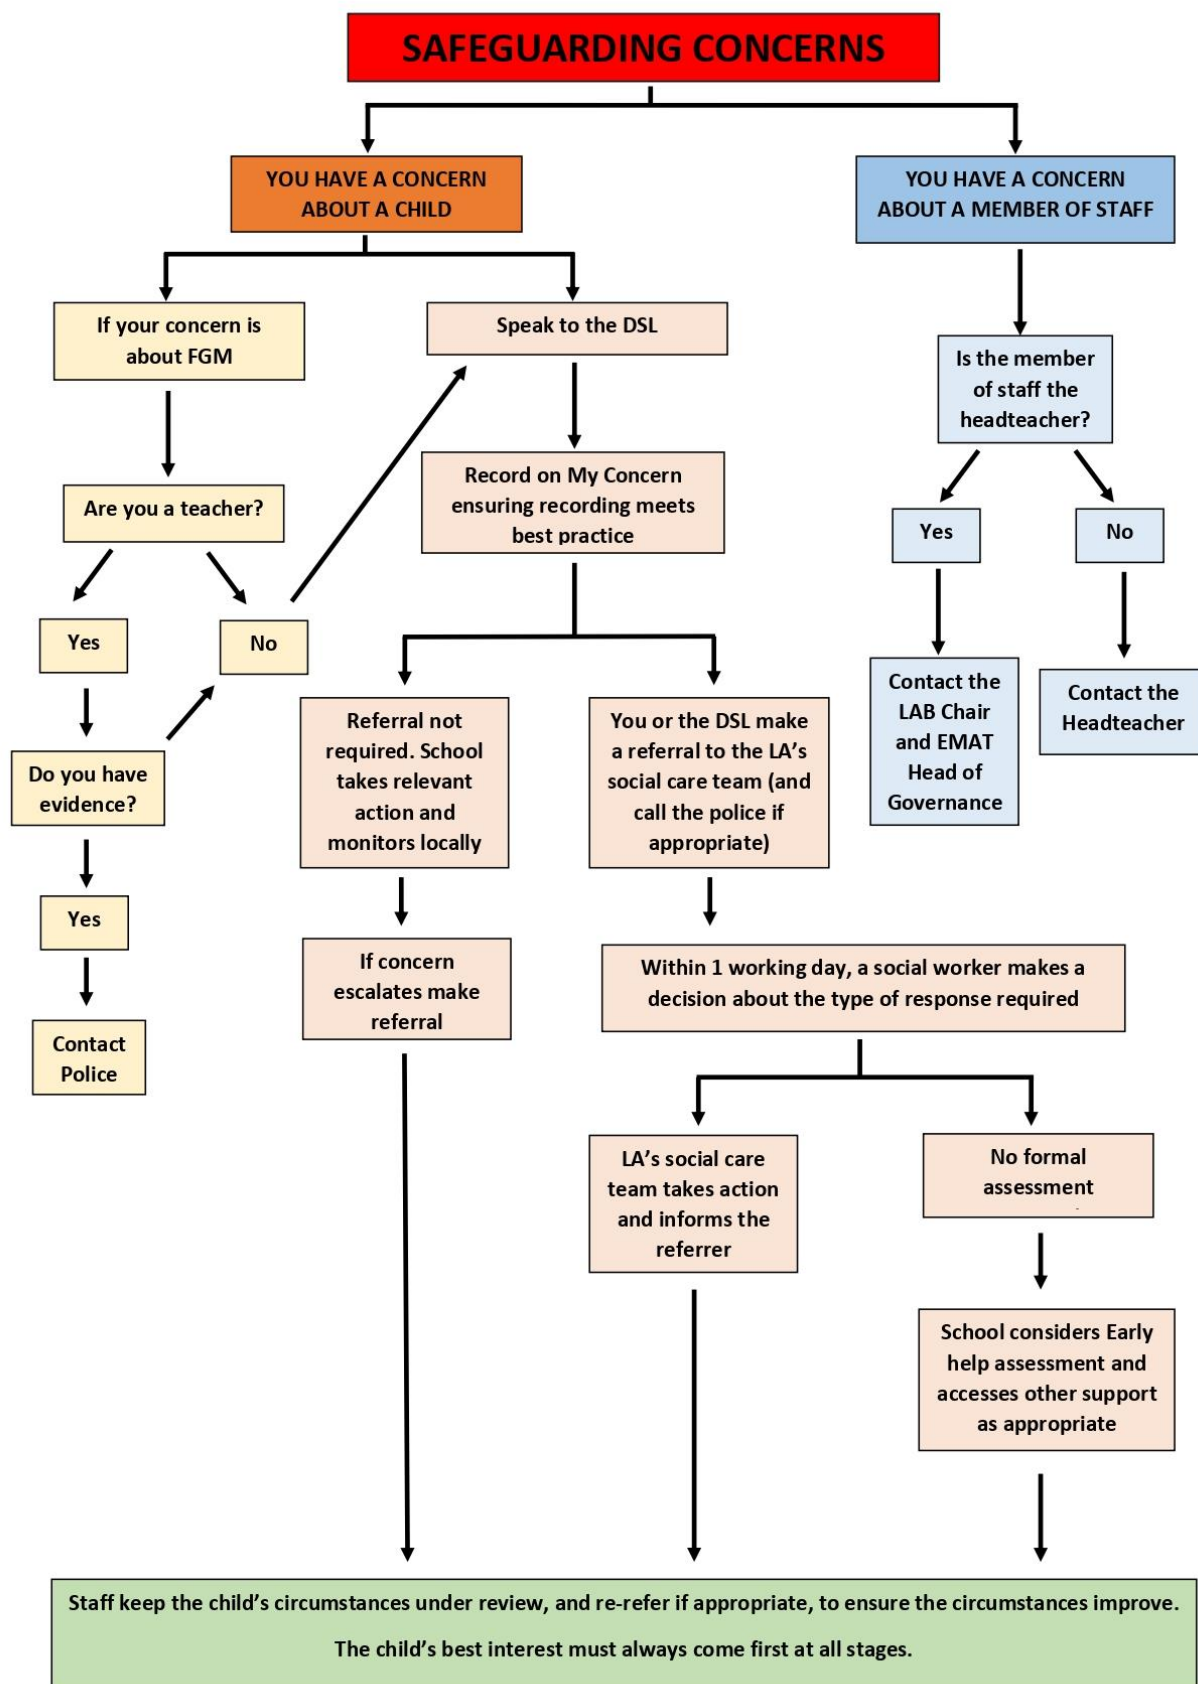 SAFEGUARDING CONCERNS
YOU HAVE A CONCERN
ABOUT A CHILD
YOU HAVE A CONCERN
ABOUT A MEMBER OF STAFF
If your concern is
about FGM
Speak to the DSL
Is the member
of staff the
headteacher?
Record on My Concern
ensuring recording meets
best practice
Are you a teacher?
Yes
No
Yes
No
Contact the
LAB Chair
and EMAT
Head of
Governance
Contact the
Headteacher
Referral not
required. School
takes relevant
action and
monitors locally
You or the DSL make
a referral to the LA’s
social care team (and
call the police if
appropriate)
Do you have
evidence?
Yes
If concern
escalates make
referral
Within 1 working day, a social worker makes a
decision about the type of response required
Contact
Police
LA’s social care
team takes action
and informs the
referrer
No formal
assessment
School considers Early
help assessment and
accesses other support
as appropriate
Staff keep the child’s circumstances under review, and re-refer if appropriate, to ensure the circumstances improve.
The child’s best interest must always come first at all stages.